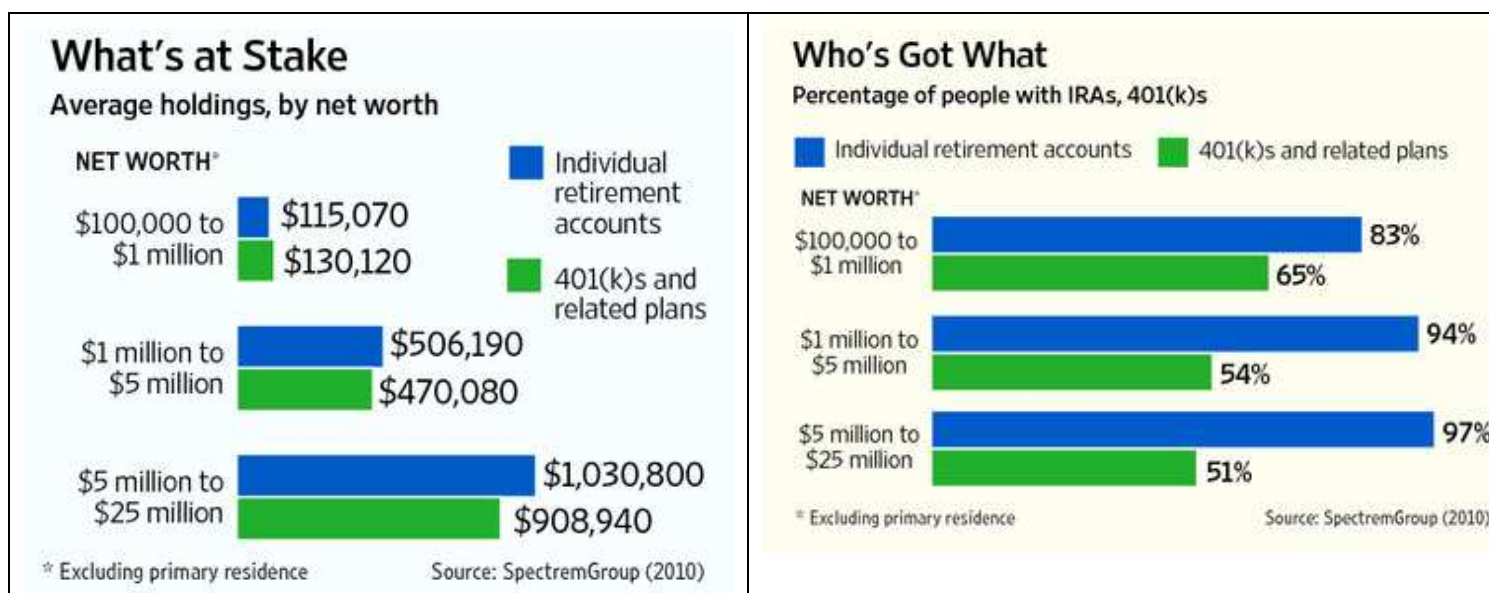 What's at Stake
Average holdings, by net worth
NET WORTH*
Individual
retirement
accounts
401(k)s and
related plans
$100,000 to
$1 million
$115,070
$130,120
$1 million to
$5 million
$506,190
$470,080
$5 million to
$25 million
$1,030,800
$908,940
* Excluding primary residence
Source: SpectremGroup (2010)
Who's Got What
Percentage of people with IRAs, 401(k)s
Individual retirement accounts
401(k)s and related plans
NET WORTH*
$100,000 to
$1 million
83%
65%
$1 million to
$5 million
94%
54%
$5 million to
$25 million
97%
51%
* Excluding primary residence
Source: SpectremGroup (2010)